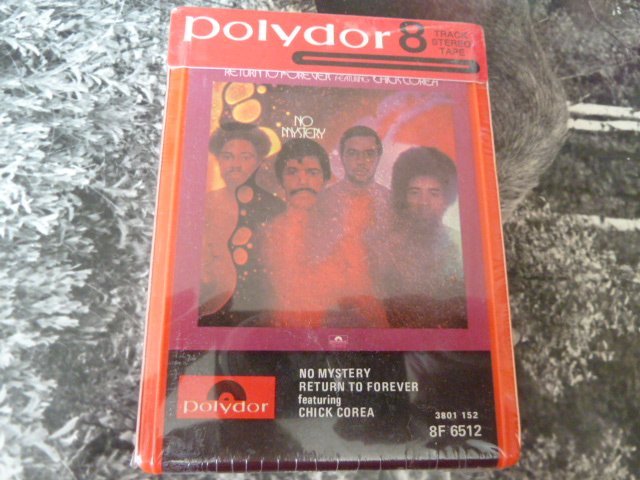 polydor 8 TRACK
STEREO
TAPE
RETURN TO FOREVER FEATURING CHICK COREA
NO
MYSTERY
polydor
NO MYSTERY
RETURN TO FOREVER
featuring
CHICK COREA
3801 152
8F 6512